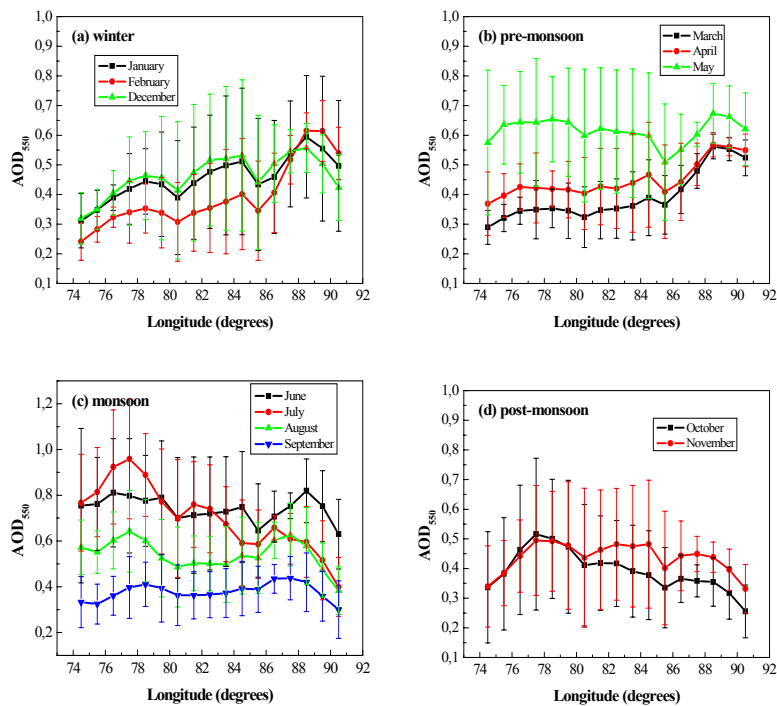 (a) winter
January
February
December
1,0
0,9
0,8
0,7
0,6
0,5
0,4
0,3
0,2
0,1
0,0
AOD550
74 76 78 80 82 84 86 88 90 92
Longitude (degrees)
(b) pre-monsoon
March
April
May
1,0
0,9
0,8
0,7
0,6
0,5
0,4
0,3
0,2
0,1
0,0
AOD550
74 76 78 80 82 84 86 88 90 92
Longitude (degrees)
(c) monsoon
June
July
August
September
1,2
1,0
0,8
0,6
0,4
0,2
AOD550
74 76 78 80 82 84 86 88 90 92
Longitude (degrees)
(d) post-monsoon
October
November
1,0
0,9
0,8
0,7
0,6
0,5
0,4
0,3
0,2
0,1
AOD550
74 76 78 80 82 84 86 88 90 92
Longitude (degrees)